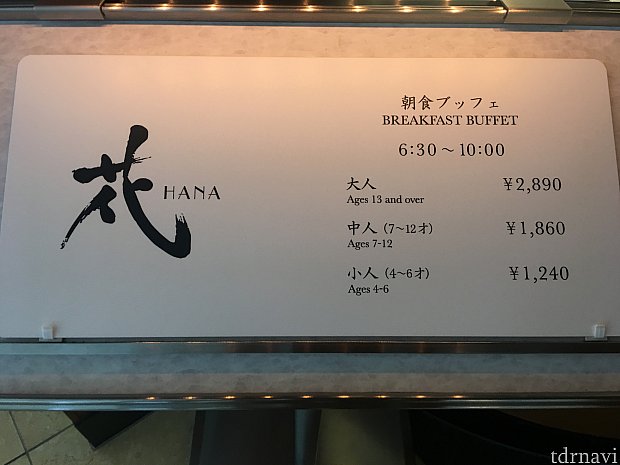 花 HANA
朝食ブッフェ
BREAKFAST BUFFET
6:30～10:00
大人 ￥2,890
Ages 13 and over
中人（7～12才） ￥1,860
Ages 7-12
小人（4～6才） ￥1,240
Ages 4-6
tdrnavi